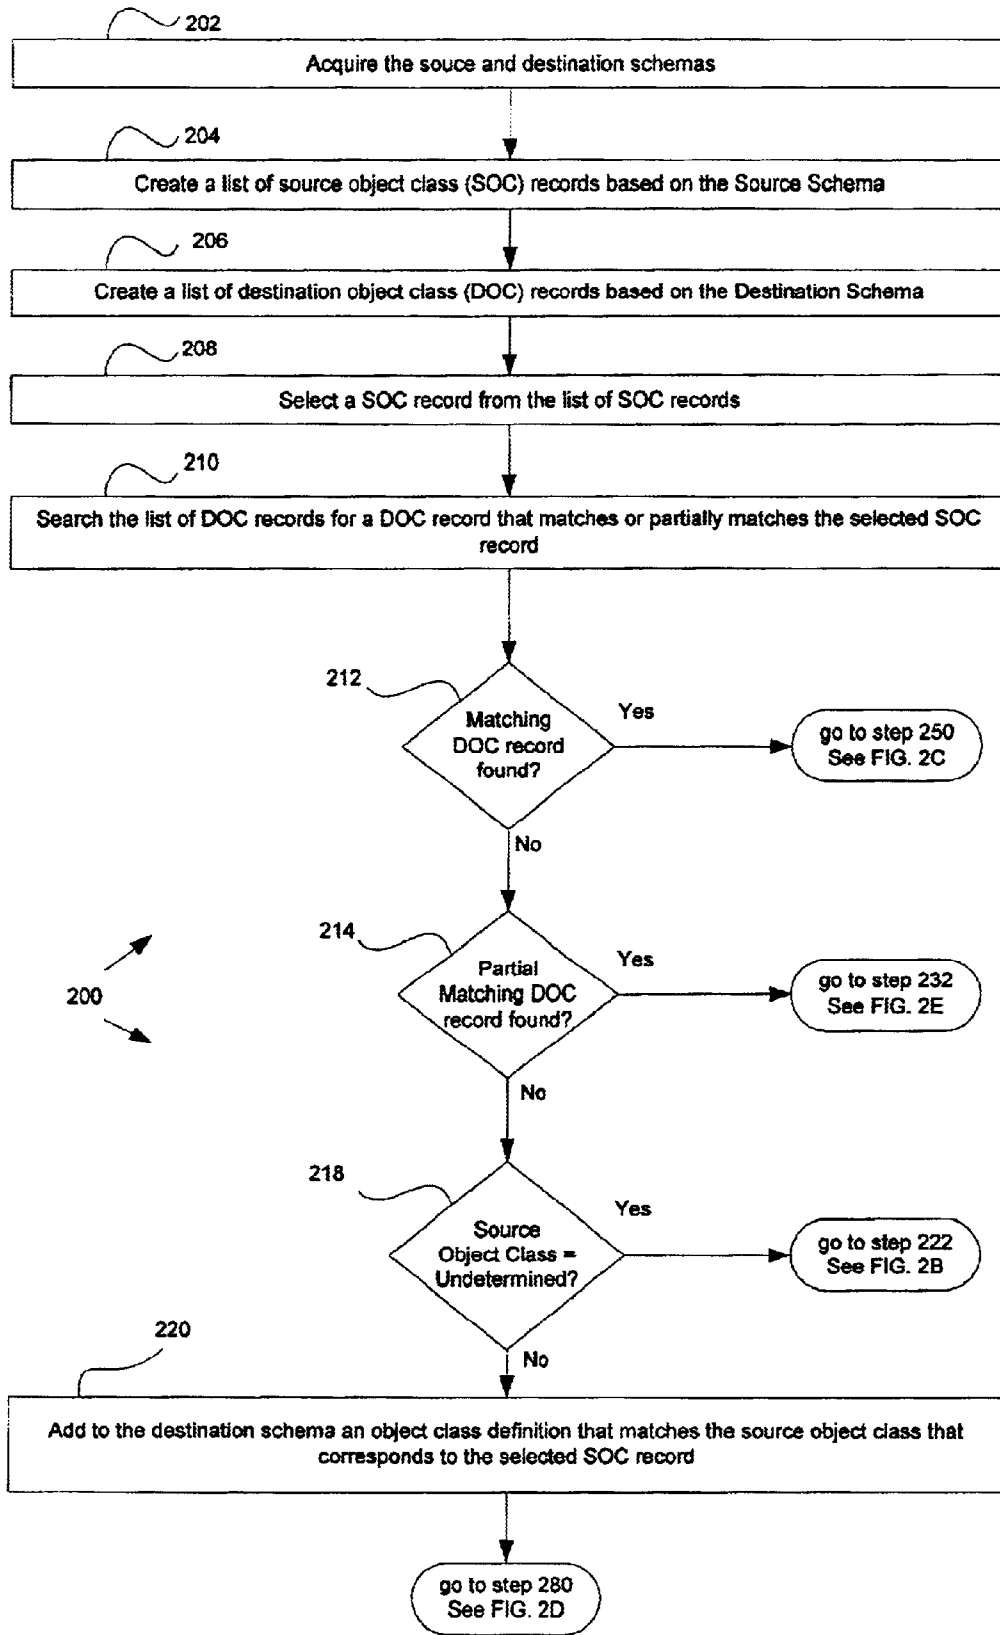 202
Acquire the souce and destination schemas
204
Create a list of source object class (SOC) records based on the Source Schema
206
Create a list of destination object class (DOC) records based on the Destination Schema
208
Select a SOC record from the list of SOC records
210
Search the list of DOC records for a DOC record that matches or partially matches the selected SOC
record
212
Matching
DOC record
found?
Yes
go to step 250
See FIG. 2C
No
214
Partial
Matching DOC
record found?
Yes
go to step 232
See FIG. 2E
200
No
218
Source
Object Class =
Undetermined?
Yes
go to step 222
See FIG. 2B
No
220
Add to the destination schema an object class definition that matches the source object class that
corresponds to the selected SOC record
go to step 280
See FIG. 2D